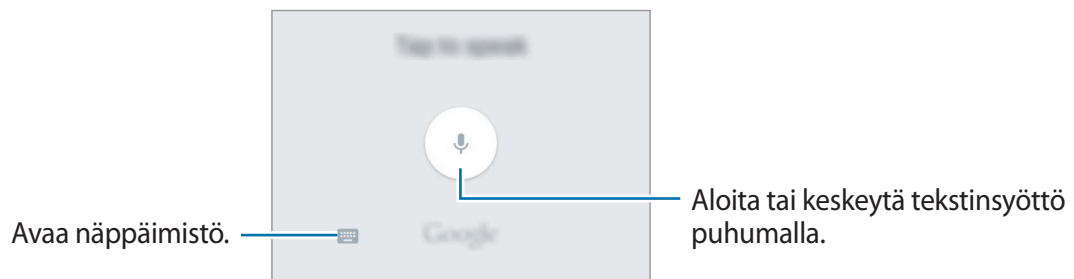 Tap to speak
Aloita tai keskeytä tekstinsyöttö
puhumalla.
Avaa näppäimistö.
Google